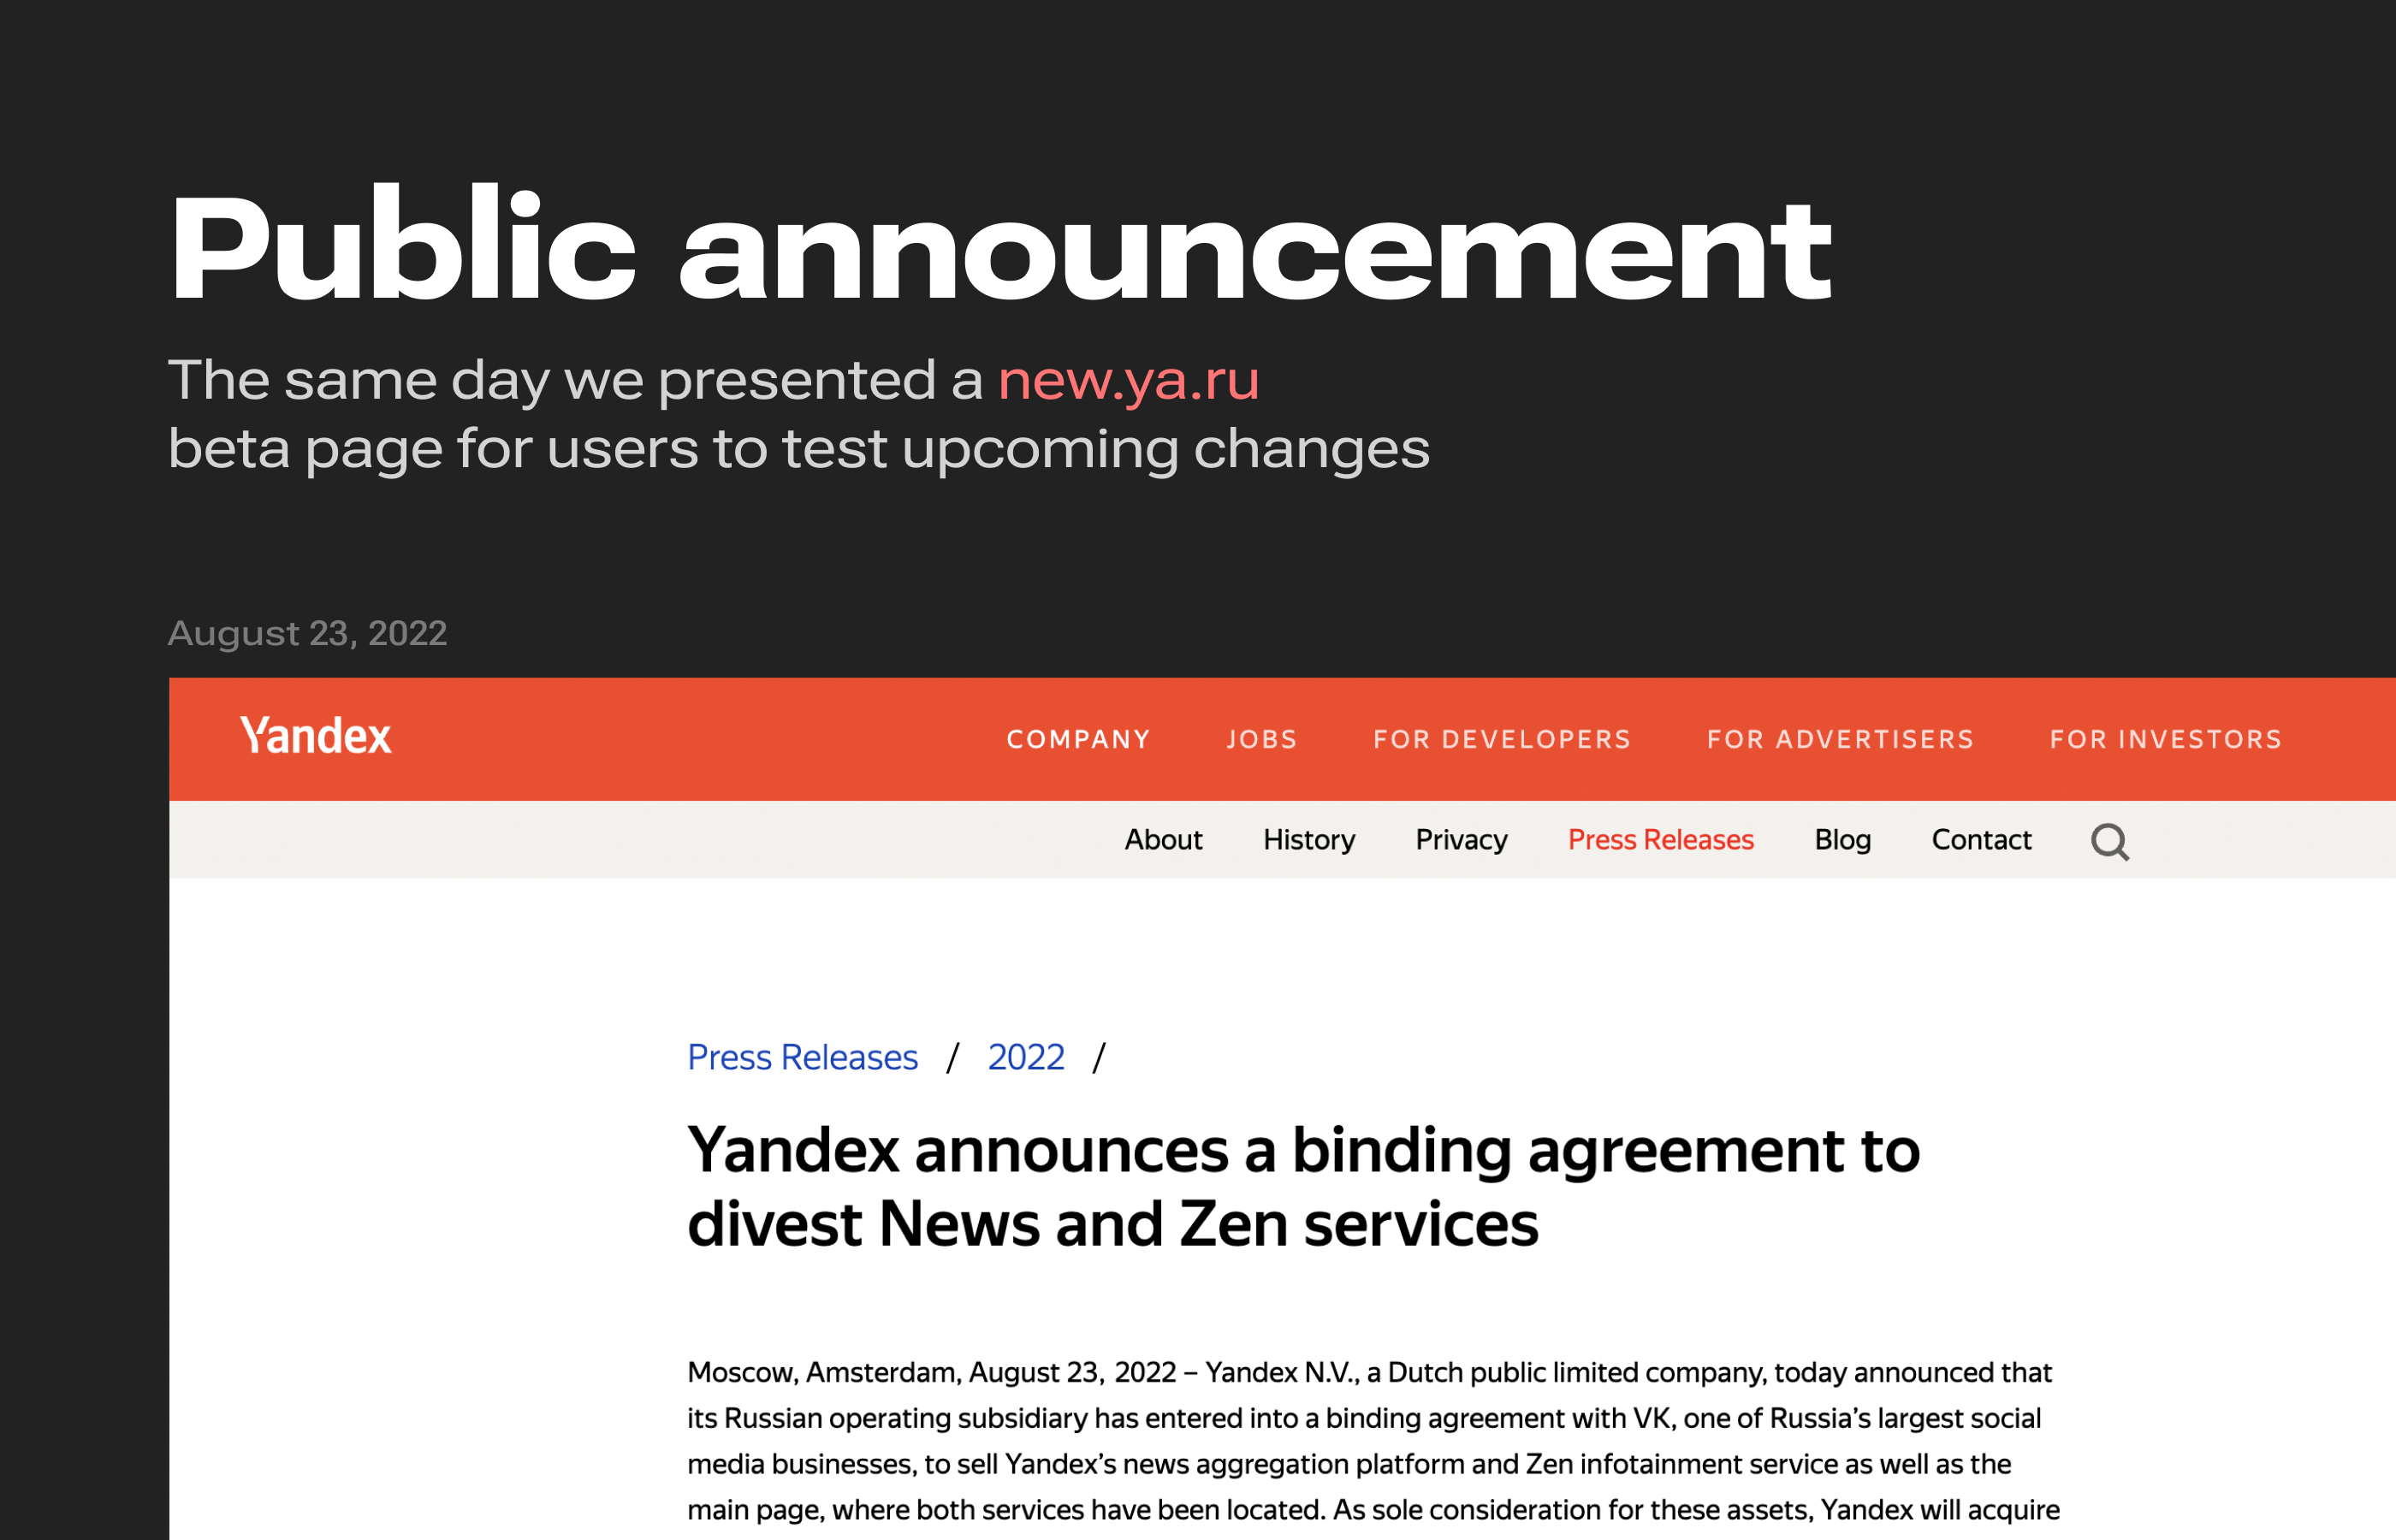 Public announcement
The same day we presented a new.ya.ru
beta page for users to test upcoming changes
August 23, 2022
Yandex
COMPANY JOBS FOR DEVELOPERS FOR ADVERTISERS FOR INVESTORS
About History Privacy Press Releases Blog Contact
Press Releases / 2022 /
Yandex announces a binding agreement to
divest News and Zen services
Moscow, Amsterdam, August 23, 2022 – Yandex N.V., a Dutch public limited company, today announced that
its Russian operating subsidiary has entered into a binding agreement with VK, one of Russia’s largest social
media businesses, to sell Yandex’s news aggregation platform and Zen infotainment service as well as the
main page, where both services have been located. As sole consideration for these assets, Yandex will acquire